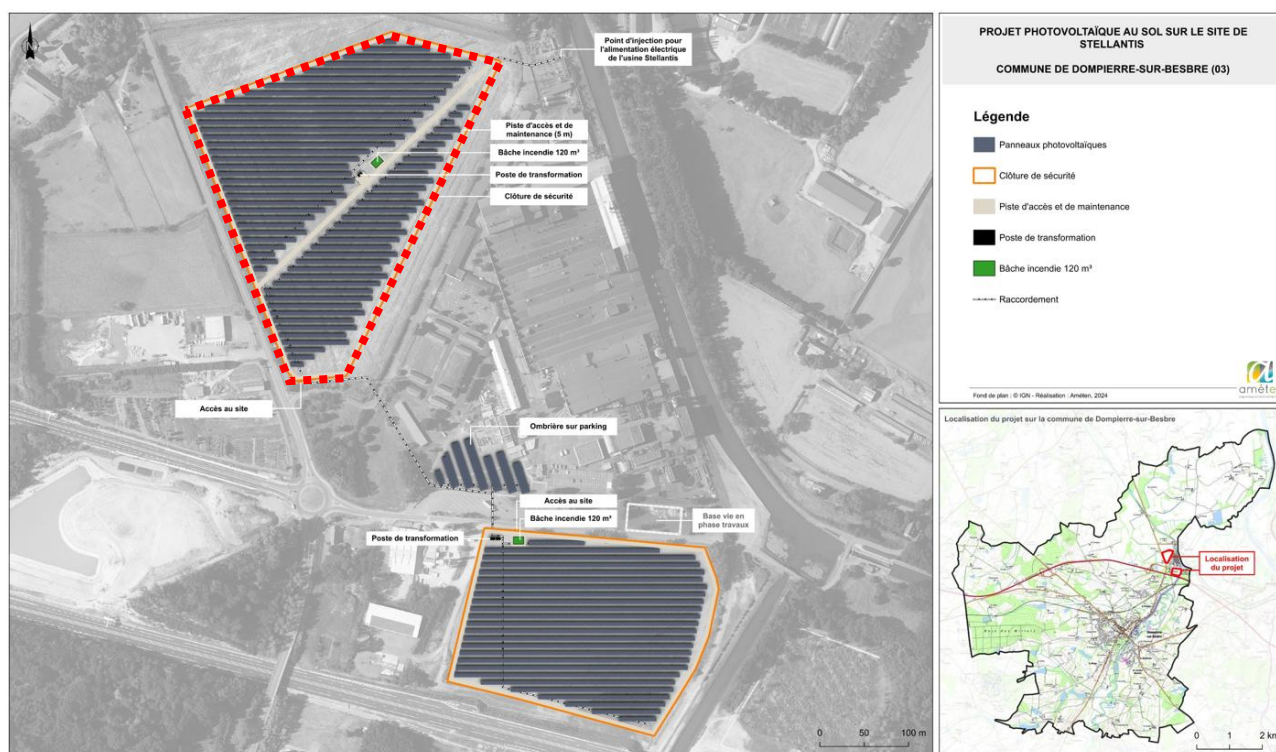 Point d'injection pour
l'alimentation électrique
de l'usine Stellantis
Piste d'accès et de
maintenance (5 m)
Bâche incendie 120 m³
Poste de transformation
Clôture de sécurité
Accès au site
Ombrière sur parking
Accès au site
Bâche incendie 120 m³
Base vie en
phase travaux
Poste de transformation
0 50 100 m
PROJET PHOTOVOLTAÏQUE AU SOL SUR LE SITE DE
STELLANTIS
COMMUNE DE DOMPIERRE-SUR-BESBRE (03)
Légende
Panneaux photovoltaïques
Clôture de sécurité
Piste d'accès et de maintenance
Poste de transformation
Bâche incendie 120 m³
Raccordement
Fond de plan : © IGN - Réalisation : Améten, 2024
Localisation du projet sur la commune de Dompierre-sur-Besbre
Localisation
du projet
0 1 2 km